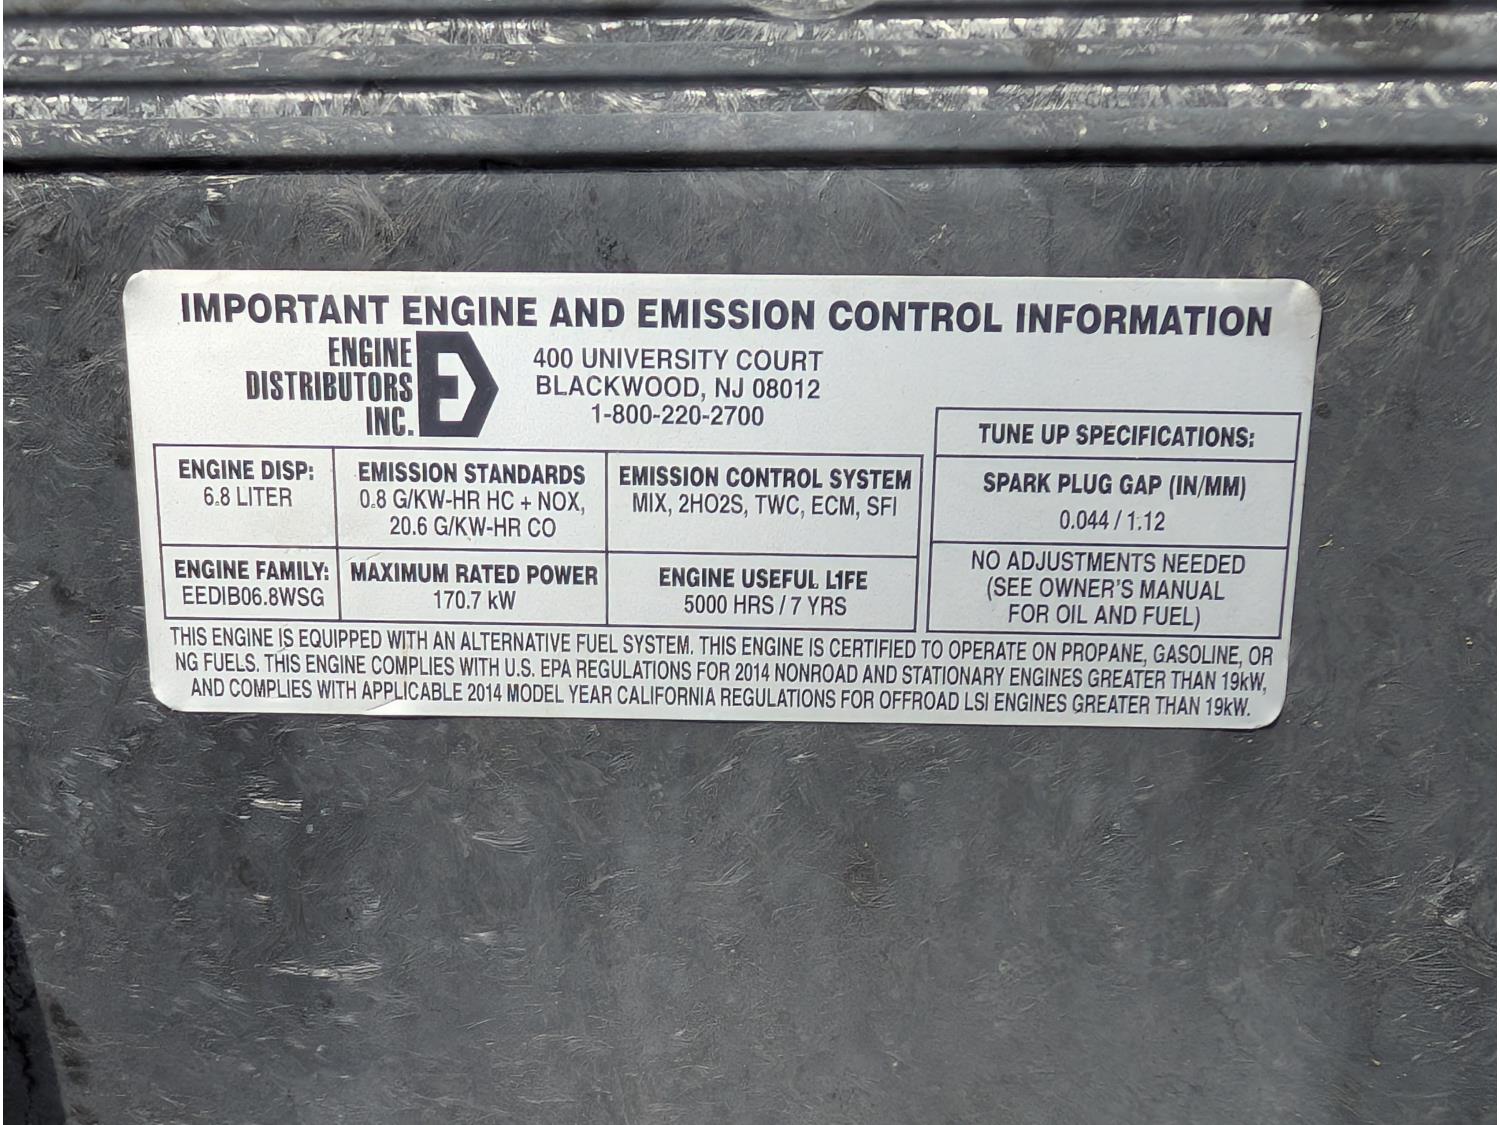 IMPORTANT ENGINE AND EMISSION CONTROL INFORMATION
ENGINE
DISTRIBUTORS
INC.
400 UNIVERSITY COURT
BLACKWOOD, NJ 08012
1-800-220-2700
ENGINE DISP:
6.8 LITER
EMISSION STANDARDS
0.8 G/KW-HR HC + NOX,
20.6 G/KW-HR CO
EMISSION CONTROL SYSTEM
MIX, 2HO2S, TWC, ECM, SFI
ENGINE FAMILY:
EEDIB06.8WSG
MAXIMUM RATED POWER
170.7 kW
ENGINE USEFUL L1FE
5000 HRS / 7 YRS
TUNE UP SPECIFICATIONS:
SPARK PLUG GAP (IN/MM)
0.044 / 1.12
NO ADJUSTMENTS NEEDED
(SEE OWNER'S MANUAL
FOR OIL AND FUEL)
THIS ENGINE IS EQUIPPED WITH AN ALTERNATIVE FUEL SYSTEM. THIS ENGINE IS CERTIFIED TO OPERATE ON PROPANE, GASOLINE, OR
NG FUELS. THIS ENGINE COMPLIES WITH U.S. EPA REGULATIONS FOR 2014 NONROAD AND STATIONARY ENGINES GREATER THAN 19kW,
AND COMPLIES WITH APPLICABLE 2014 MODEL YEAR CALIFORNIA REGULATIONS FOR OFFROAD LSI ENGINES GREATER THAN 19kW.